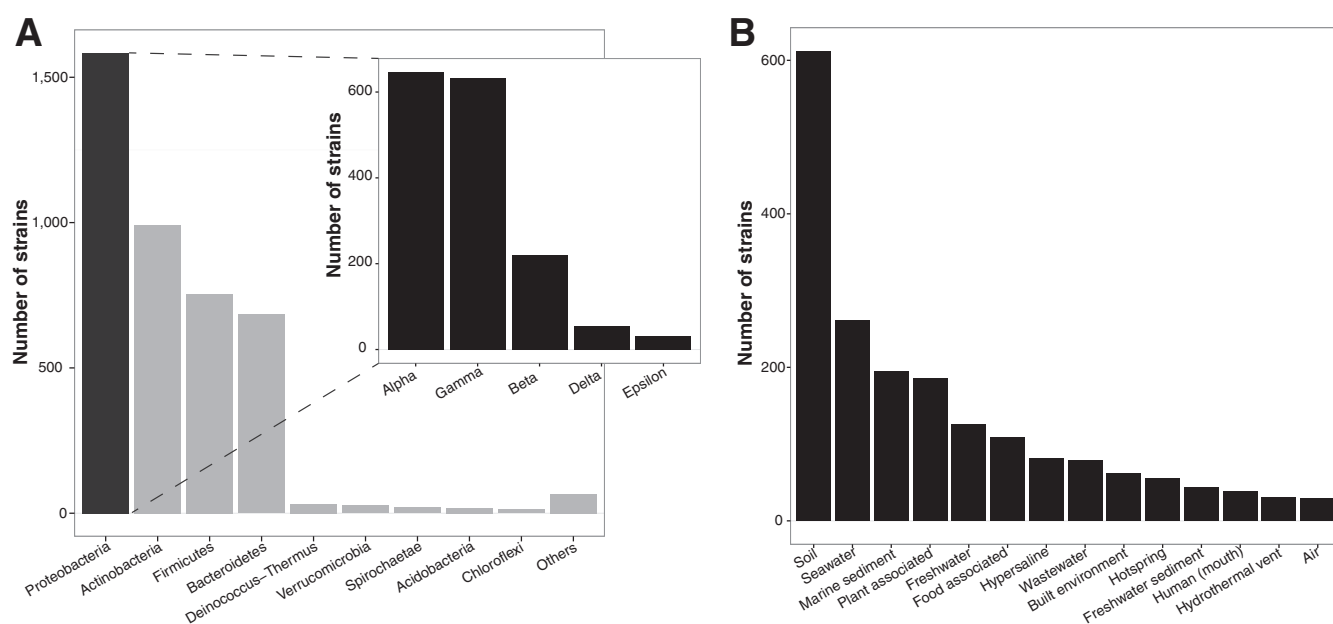 A
Number of strains
1,500
1,000
500
0
Proteobacteria
Actinobacteria
Firmicutes
Bacteroidetes
Deinococcus–Thermus
Verrucomicrobia
Spirochaetae
Acidobacteria
Chloroflexi
Others
Number of strains
600
400
200
0
Alpha
Gamma
Beta
Delta
Epsilon
B
Number of strains
600
400
200
0
Soil
Seawater
Marine sediment
Plant associated
Freshwater
Food associated
Hypersaline
Wastewater
Built environment
Hotspring
Freshwater sediment
Human (mouth)
Hydrothermal vent
Air